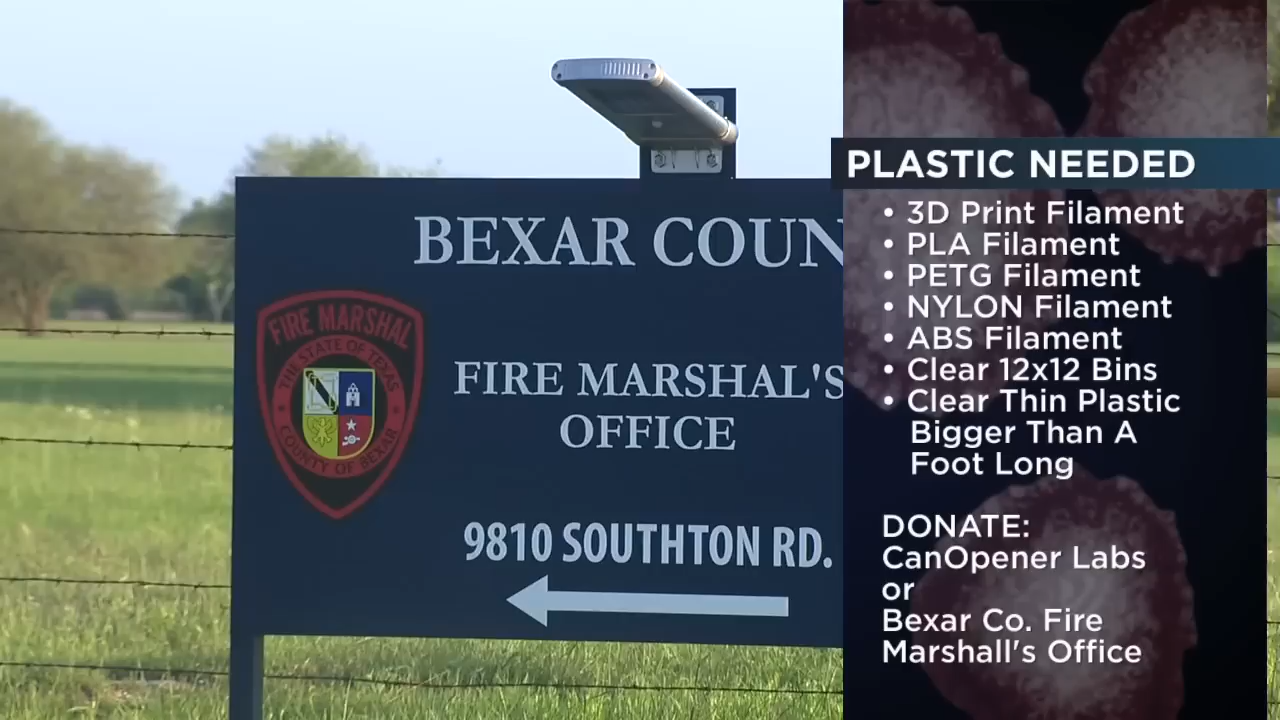 BEXAR COUN
FIRE MARSHAL
THE STATE OF TEXAS
COUNTY OF BEXAR
FIRE MARSHAL'S
OFFICE
9810 SOUTHTON RD.
PLASTIC NEEDED
• 3D Print Filament
• PLA Filament
• PETG Filament
• NYLON Filament
• ABS Filament
• Clear 12x12 Bins
• Clear Thin Plastic
Bigger Than A
Foot Long
DONATE:
CanOpener Labs
or
Bexar Co. Fire
Marshall's Office